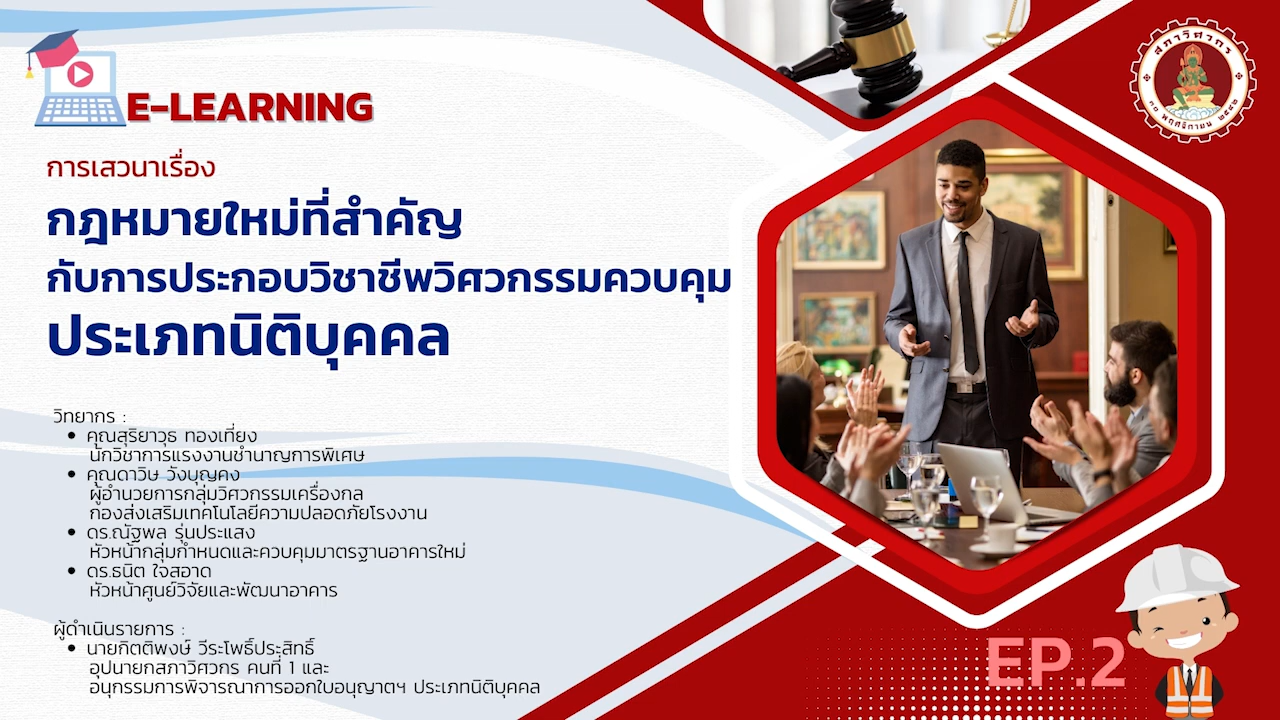 E-LEARNING
การเสวนาเรื่อง
กฎหมายใหม่ที่สำคัญ
กับการประกอบวิชาชีพวิศวกรรมควบคุม
ประเภทนิติบุคคล
วิทยากร :
• คุณสุริยาวุธ ทองเที่ยง
นักวิชาการแรงงานชำนาญการพิเศษ
• คุณดาวิษ วังบุญคง
ผู้อำนวยการกลุ่มวิศวกรรมเครื่องกล
กองส่งเสริมเทคโนโลยีความปลอดภัยโรงงาน
• ดร.ณัฐพล รุ่นประแสง
หัวหน้ากลุ่มกำหนดและควบคุมมาตรฐานอาคารใหม่
• ดร.ธนิต ใจสอาด
หัวหน้าศูนย์วิจัยและพัฒนาอาคาร
ผู้ดำเนินรายการ :
• นายกิตติพงษ์ วีระโพธิ์ประสิทธิ์
อุปนายกสภาวิศวกร คนที่ 1 และ
อนุกรรมการพิจารณาการออกใบอนุญาตฯ ประเภทนิติบุคคล
สภาวิศวกร
๓๐ พฤศจิกายน ๒๕๔๒
EP.2